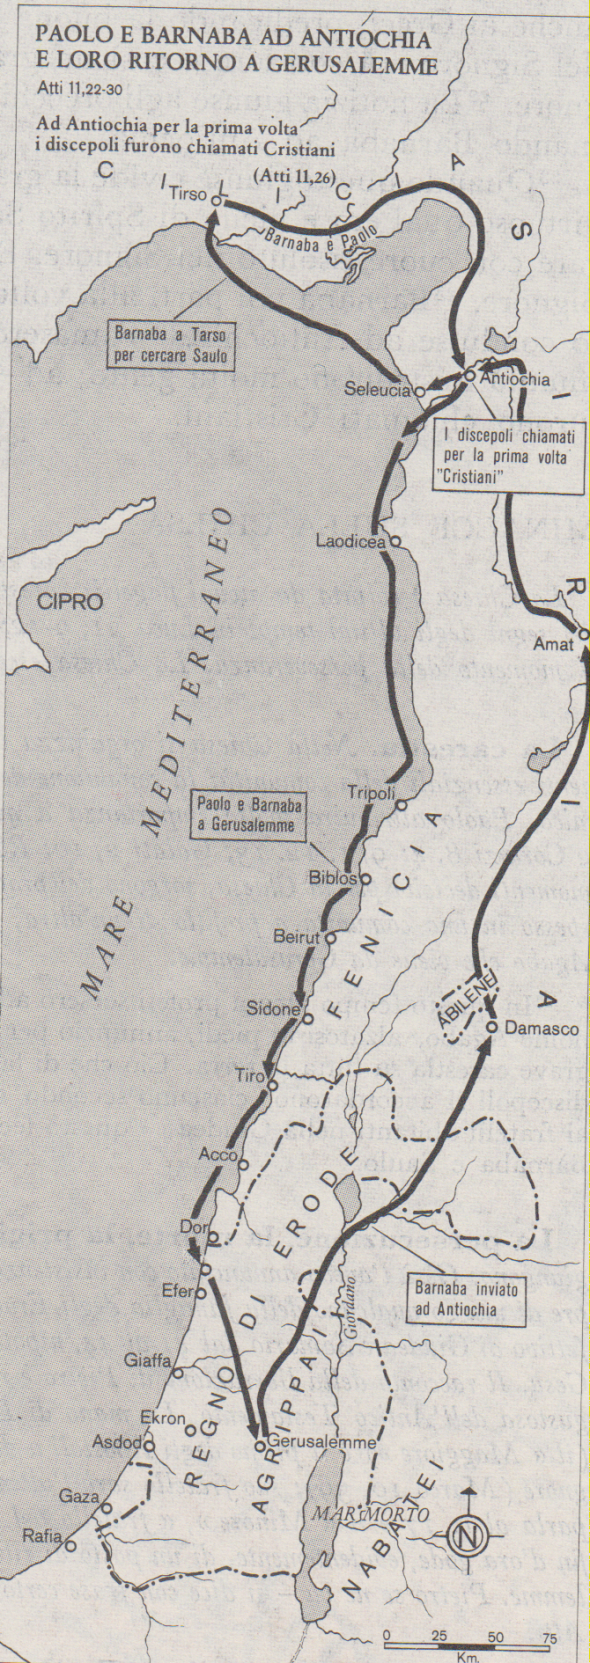 PAOLO E BARNABA AD ANTIOCHIA
E LORO RITORNO A GERUSALEMME
Atti 11,22-30
Ad Antiochia per la prima volta
i discepoli furono chiamati Cristiani
(Atti 11,26)
CILICIA
Tirso
Barnaba e Paolo
Barnaba a Tarso
per cercare Saulo
SIRIA
Seleucia
Antiochia
I discepoli chiamati
per la prima volta
"Cristiani"
Laodicea
CIPRO
MARE MEDITERRANEO
Amat
Tripoli
Paolo e Barnaba
a Gerusalemme
Biblos
FENICIA
Beirut
ABILENE
Sidone
Damasco
Tiro
Acco
Dor
Efer
REGNO DI ERODE
AGRIPPA I
Giordano
Barnaba inviato
ad Antiochia
Giaffa
Ekron
Asdod
Gerusalemme
Gaza
MAR MORTO
Rafia
NABATEI
N
0 25 50 75
Km.